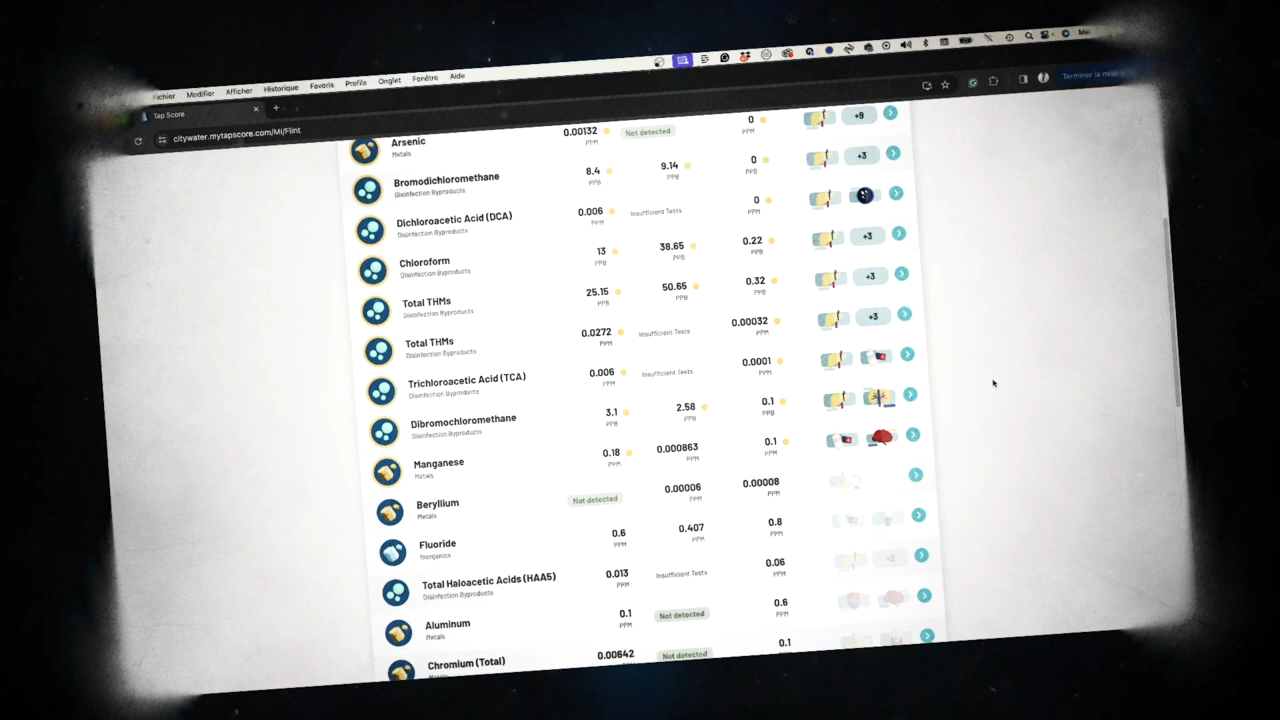 Fichier Modifier Afficher Historique Favoris Profils Onglet Fenêtre Aide
Tap Score
citywater.mytapscore.com/MI/Flint
Arsenic 0.00132 Not detected 0 +9
Metals PPM PPM
Bromodichloromethane 8.4 9.14 0 +3
Disinfection Byproducts PPB PPB PPB
Dichloroacetic Acid (DCA) 0.006 Insufficient Tests 0
Disinfection Byproducts PPM PPM
Chloroform 13 38.65 0.22 +3
Disinfection Byproducts PPB PPB PPB
Total THMs 25.15 50.65 0.32 +3
Disinfection Byproducts PPB PPB PPB
Total THMs 0.0272 Insufficient Tests 0.00032 +3
Disinfection Byproducts PPM PPM
Trichloroacetic Acid (TCA) 0.006 Insufficient Tests 0.0001
Disinfection Byproducts PPM PPM
Dibromochloromethane 3.1 2.58 0.1
Disinfection Byproducts PPB PPB PPB
Manganese 0.18 0.000863 0.1
Metals PPM PPM PPM
Beryllium Not detected 0.00006 0.00008
Metals PPM PPM
Fluoride 0.6 0.407 0.8
Inorganics PPM PPM PPM
Total Haloacetic Acids (HAA5) 0.013 Insufficient Tests 0.06 +2
Disinfection Byproducts PPM PPM
Aluminum 0.1 Not detected 0.6
Metals PPM PPM
Chromium (Total) 0.00642 Not detected 0.1